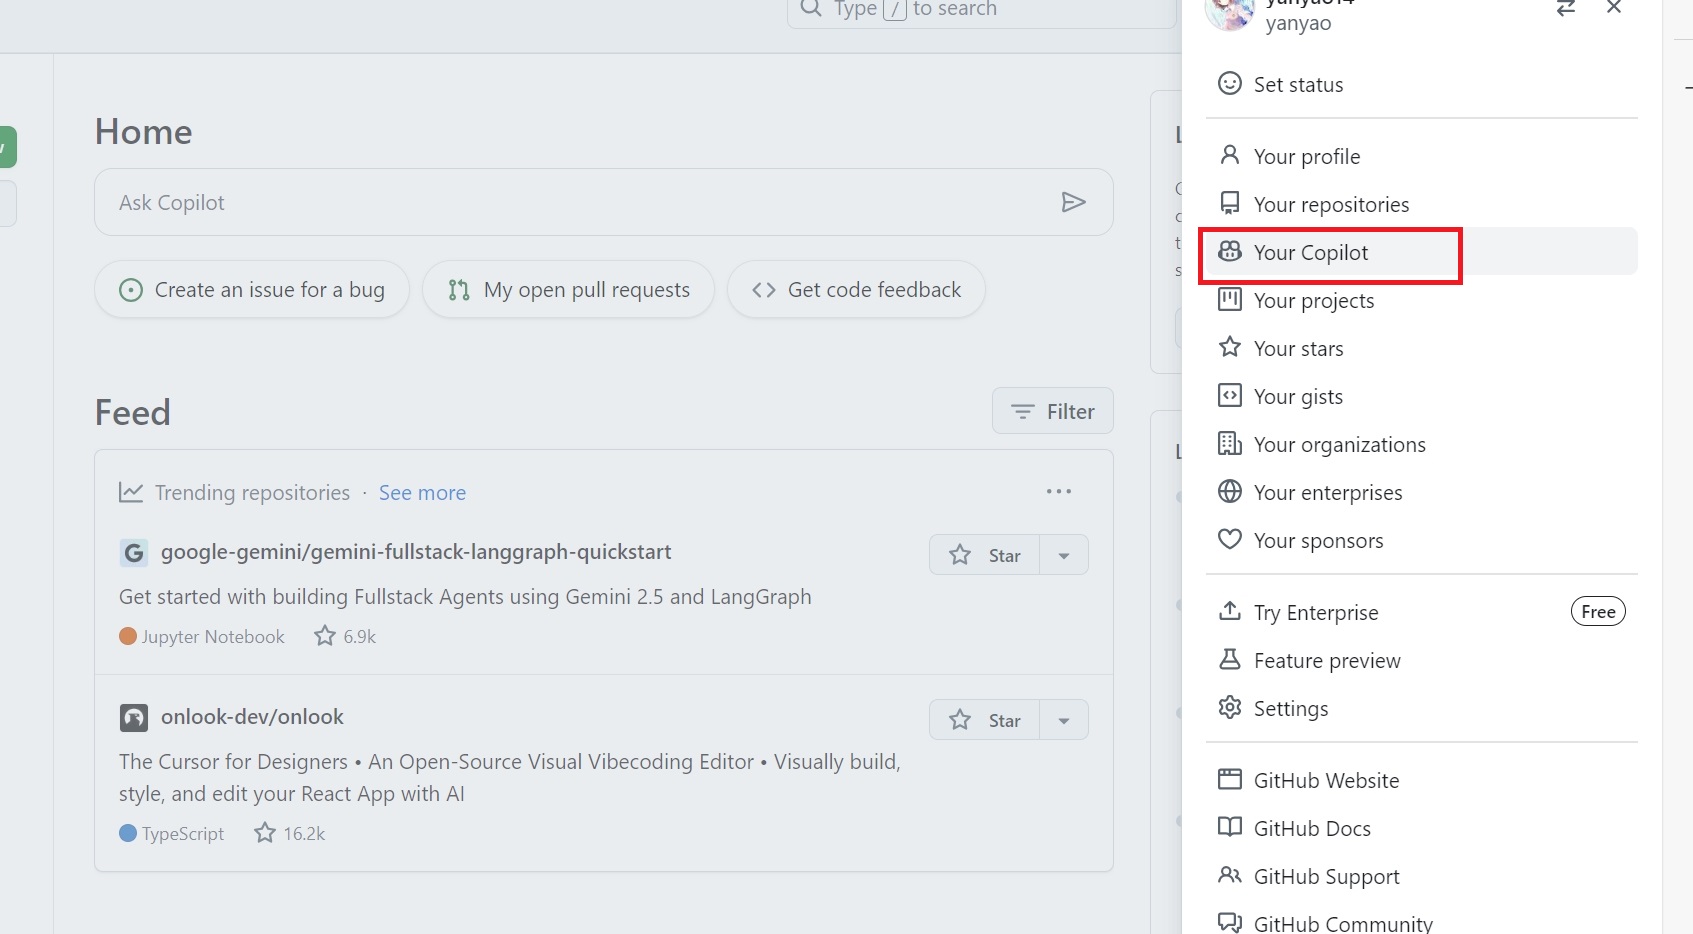 Type / to search
Home
Ask Copilot
Create an issue for a bug
My open pull requests
Get code feedback
Feed
Filter
Trending repositories · See more
google-gemini/gemini-fullstack-langgraph-quickstart
Star
Get started with building Fullstack Agents using Gemini 2.5 and LangGraph
Jupyter Notebook 6.9k
onlook-dev/onlook
Star
The Cursor for Designers • An Open-Source Visual Vibecoding Editor • Visually build,
style, and edit your React App with AI
TypeScript 16.2k
yanyao14
yanyao
Set status
Your profile
Your repositories
Your Copilot
Your projects
Your stars
Your gists
Your organizations
Your enterprises
Your sponsors
Try Enterprise Free
Feature preview
Settings
GitHub Website
GitHub Docs
GitHub Support
GitHub Community